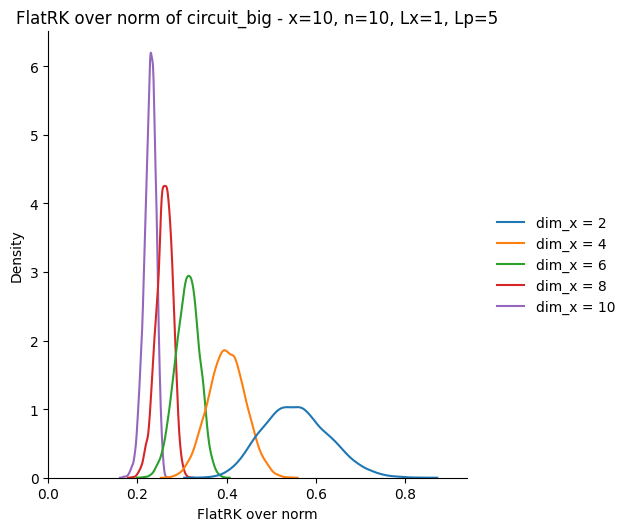 FlatRK over norm of circuit_big - x=10, n=10, Lx=1, Lp=5
6
5
4
3
2
1
0
Density
0.0 0.2 0.4 0.6 0.8
FlatRK over norm
dim_x = 2
dim_x = 4
dim_x = 6
dim_x = 8
dim_x = 10